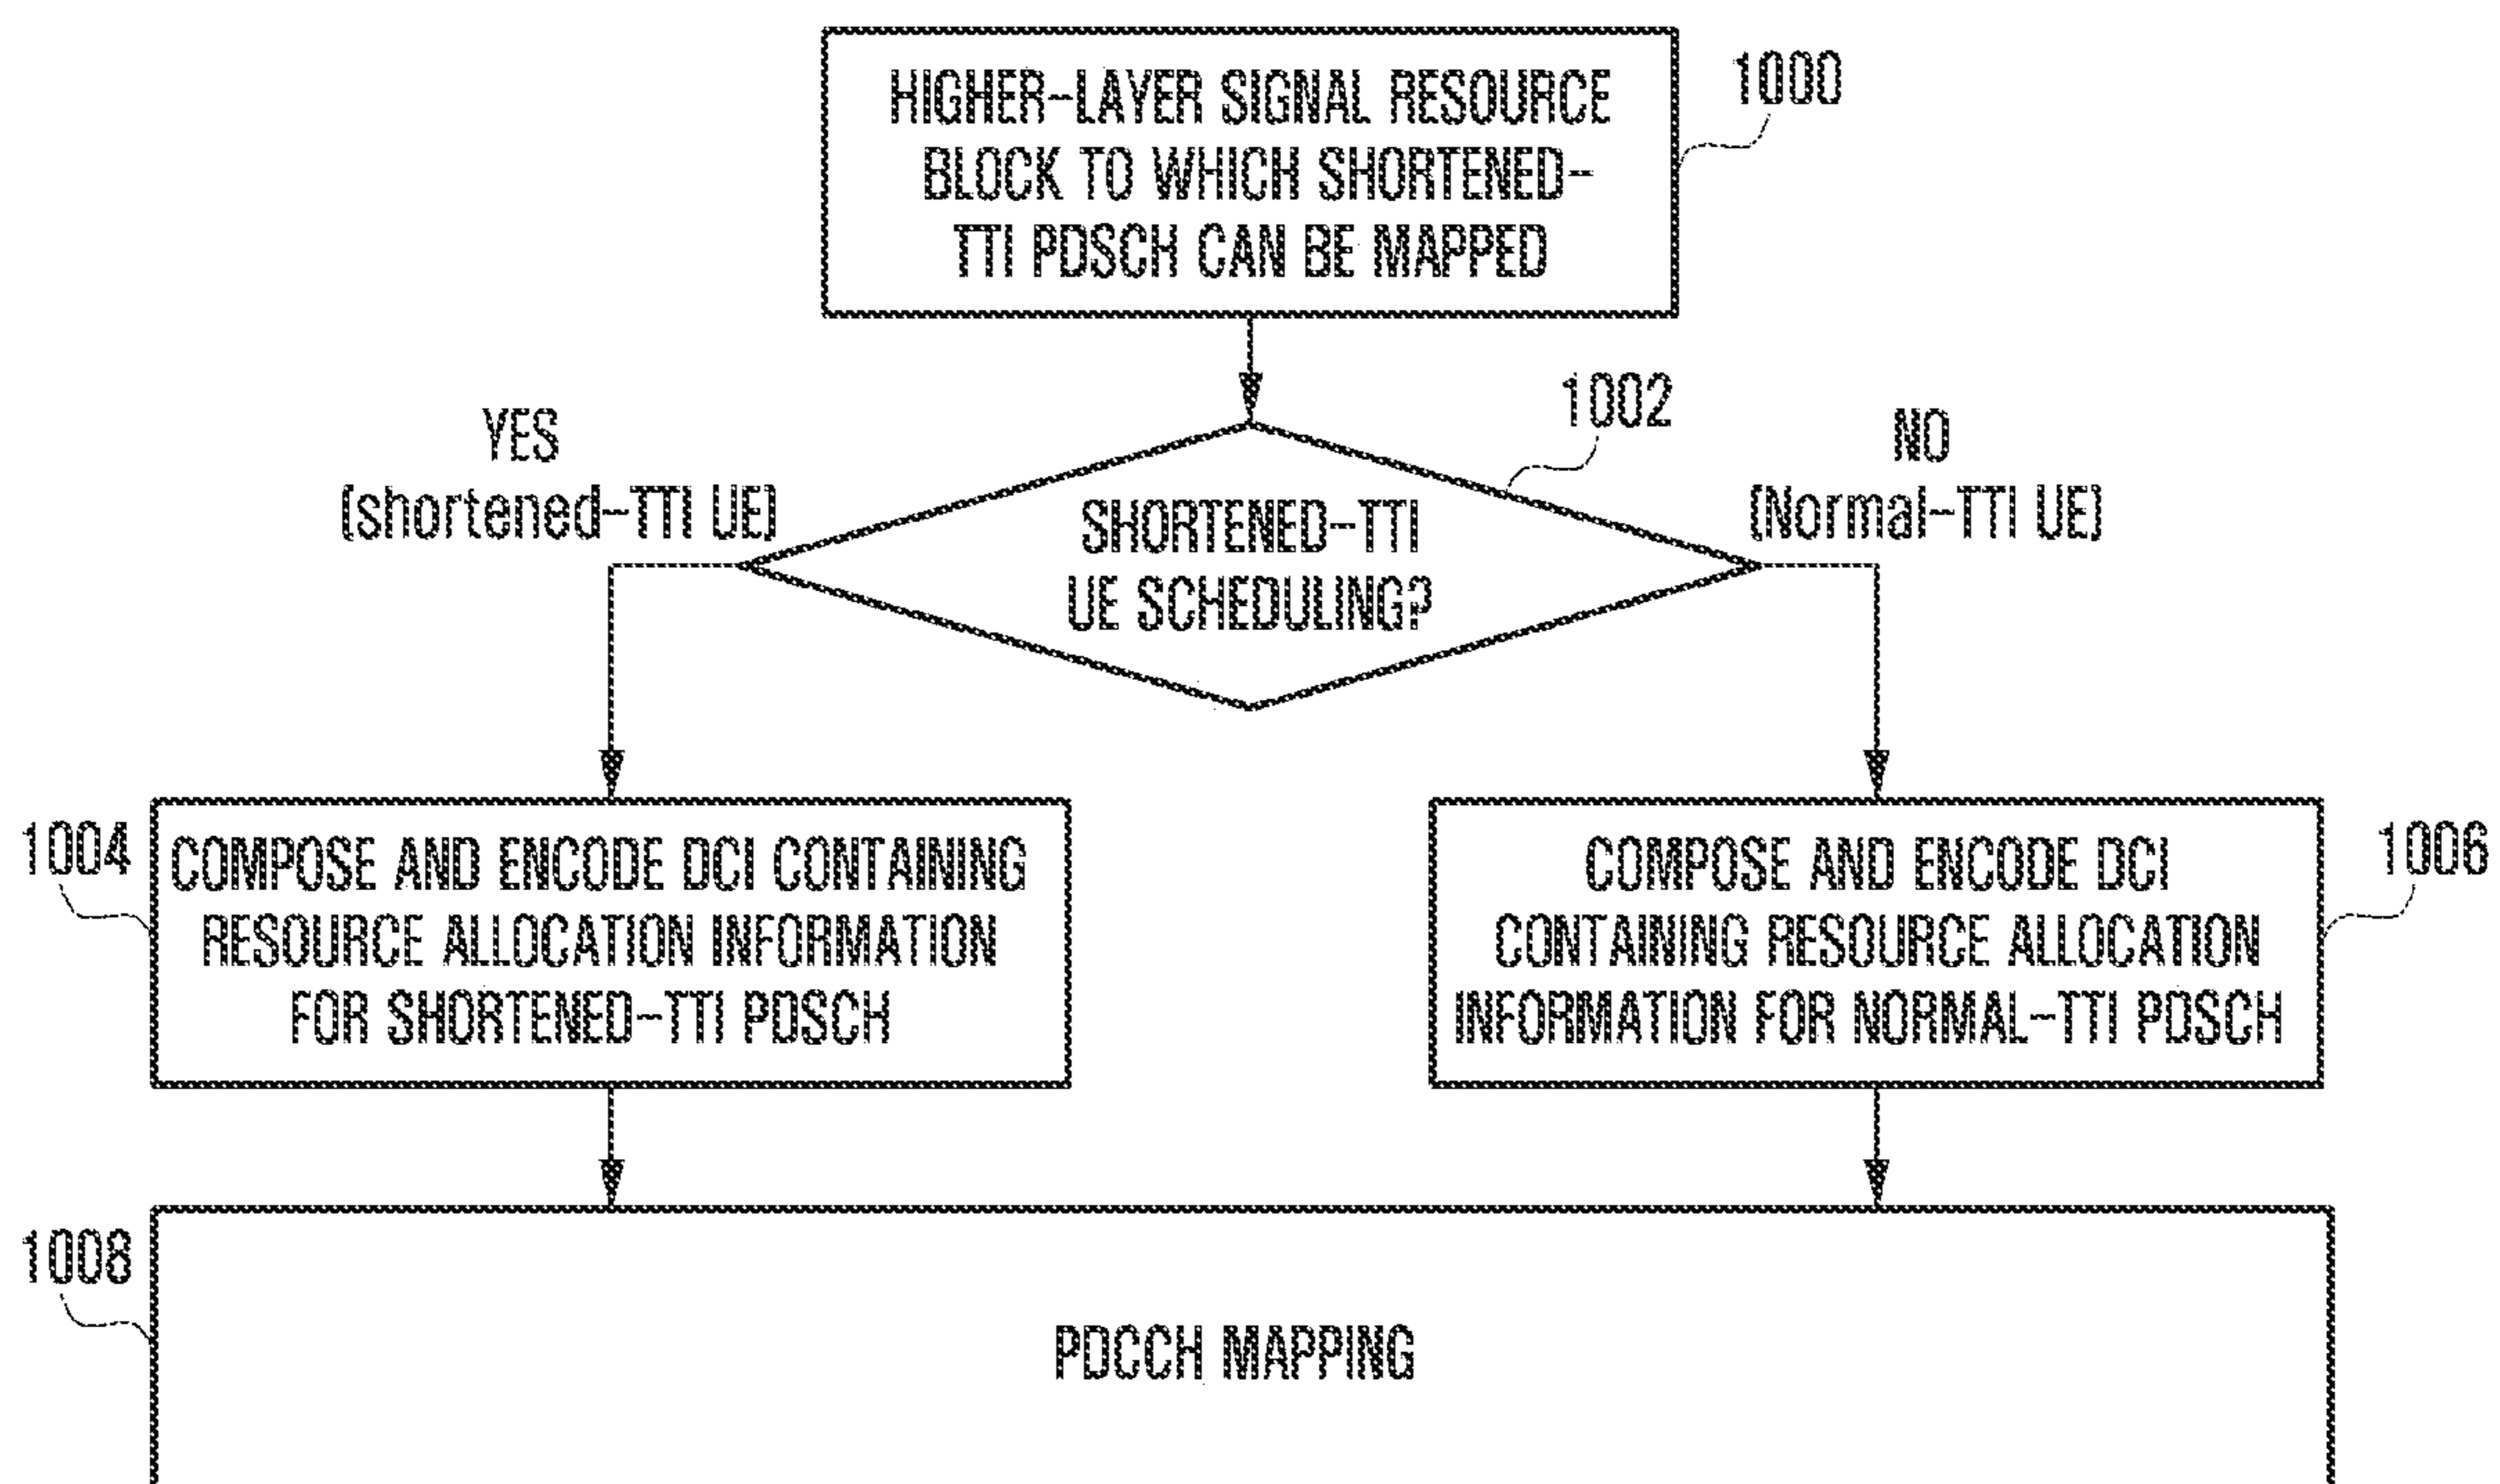 HIGHER-LAYER SIGNAL RESOURCE
BLOCK TO WHICH SHORTENED-
TTI PDSCH CAN BE MAPPED
1000
1002
YES
(shortened-TTI UE)
NO
(Normal-TTI UE)
SHORTENED-TTI
UE SCHEDULING?
1004
COMPOSE AND ENCODE DCI CONTAINING
RESOURCE ALLOCATION INFORMATION
FOR SHORTENED-TTI PDSCH
COMPOSE AND ENCODE DCI
CONTAINING RESOURCE ALLOCATION
INFORMATION FOR NORMAL-TTI PDSCH
1006
1008
PDCCH MAPPING